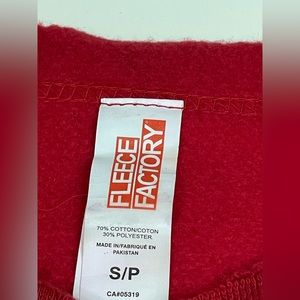 FLEECE
FACTORY
70% COTTON/COTON
30% POLYESTER
MADE IN/FABRIQUÉ EN
PAKISTAN
S/P
CA#05319